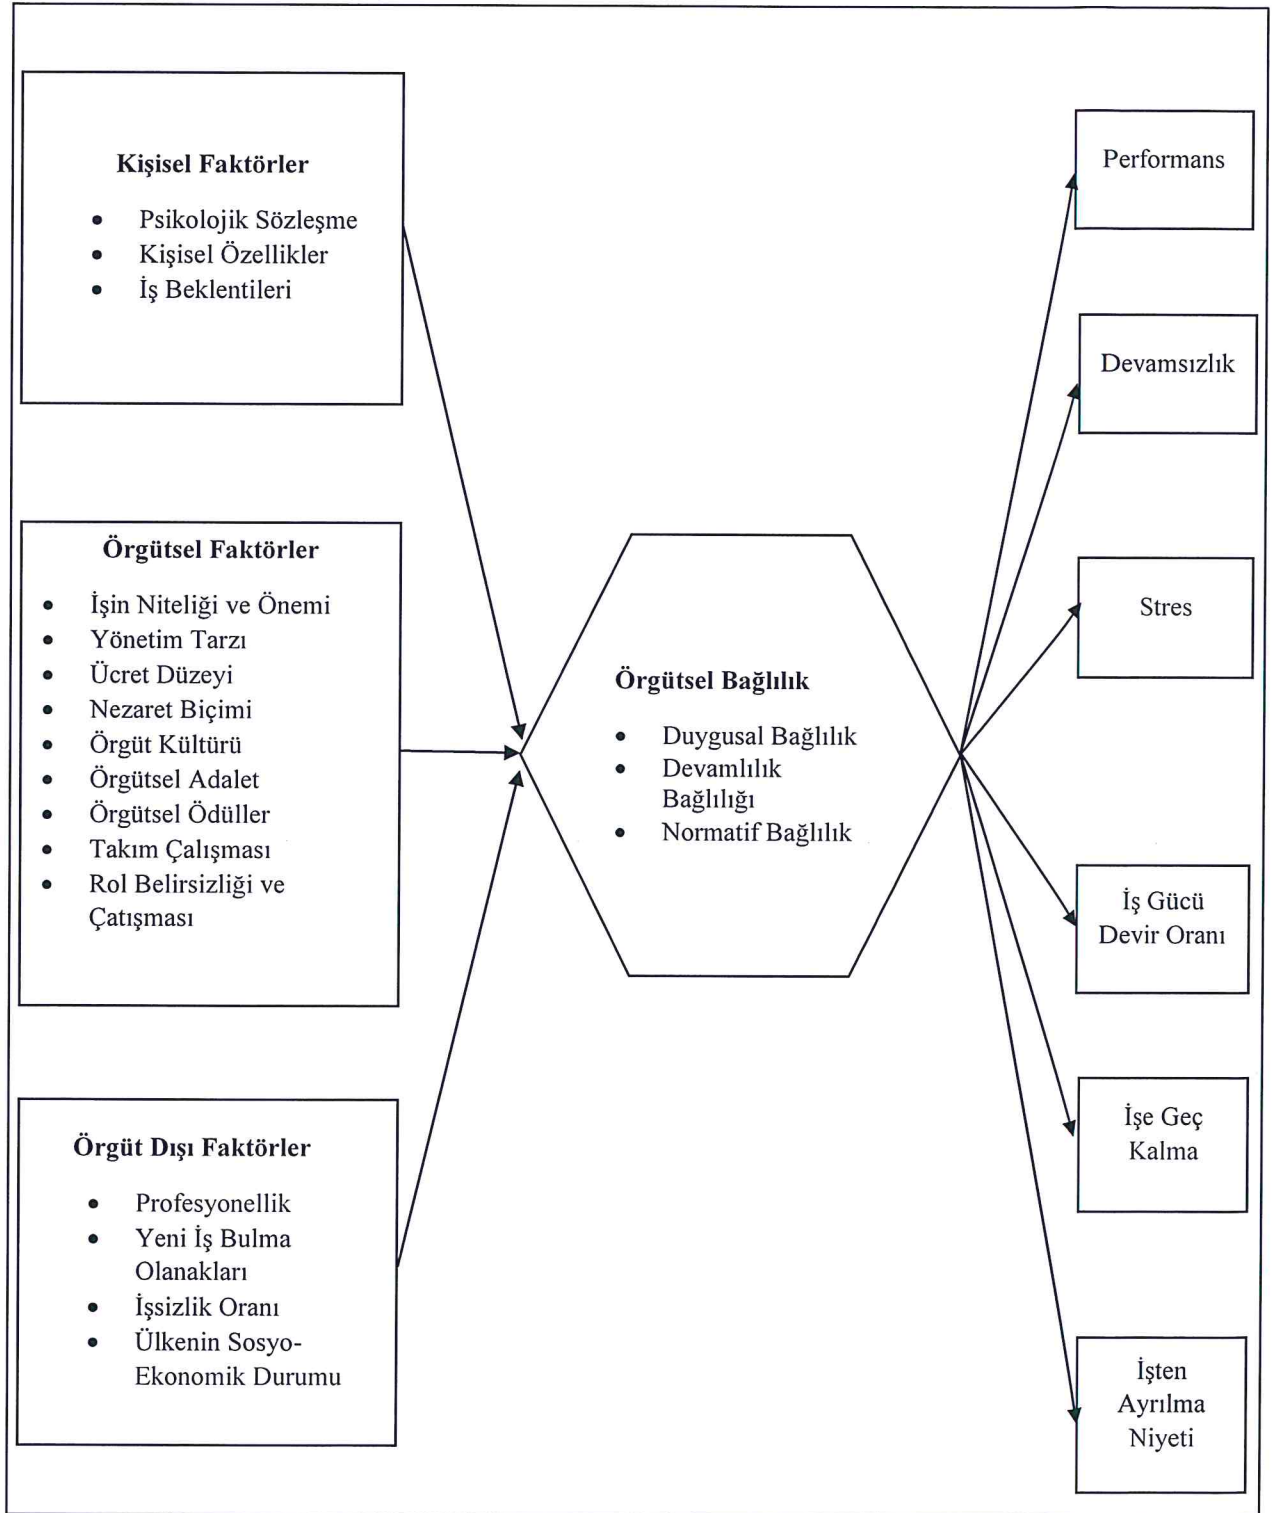 Kişisel Faktörler
• Psikolojik Sözleşme
• Kişisel Özellikler
• İş Beklentileri
Örgütsel Faktörler
• İşin Niteliği ve Önemi
• Yönetim Tarzı
• Ücret Düzeyi
• Nezaret Biçimi
• Örgüt Kültürü
• Örgütsel Adalet
• Örgütsel Ödüller
• Takım Çalışması
• Rol Belirsizliği ve
Çatışması
Örgüt Dışı Faktörler
• Profesyonellik
• Yeni İş Bulma
Olanakları
• İşsizlik Oranı
• Ülkenin Sosyo-
Ekonomik Durumu
Örgütsel Bağlılık
• Duygusal Bağlılık
• Devamlılık
Bağlılığı
• Normatif Bağlılık
Performans
Devamsızlık
Stres
İş Gücü
Devir Oranı
İşe Geç
Kalma
İşten
Ayrılma
Niyeti